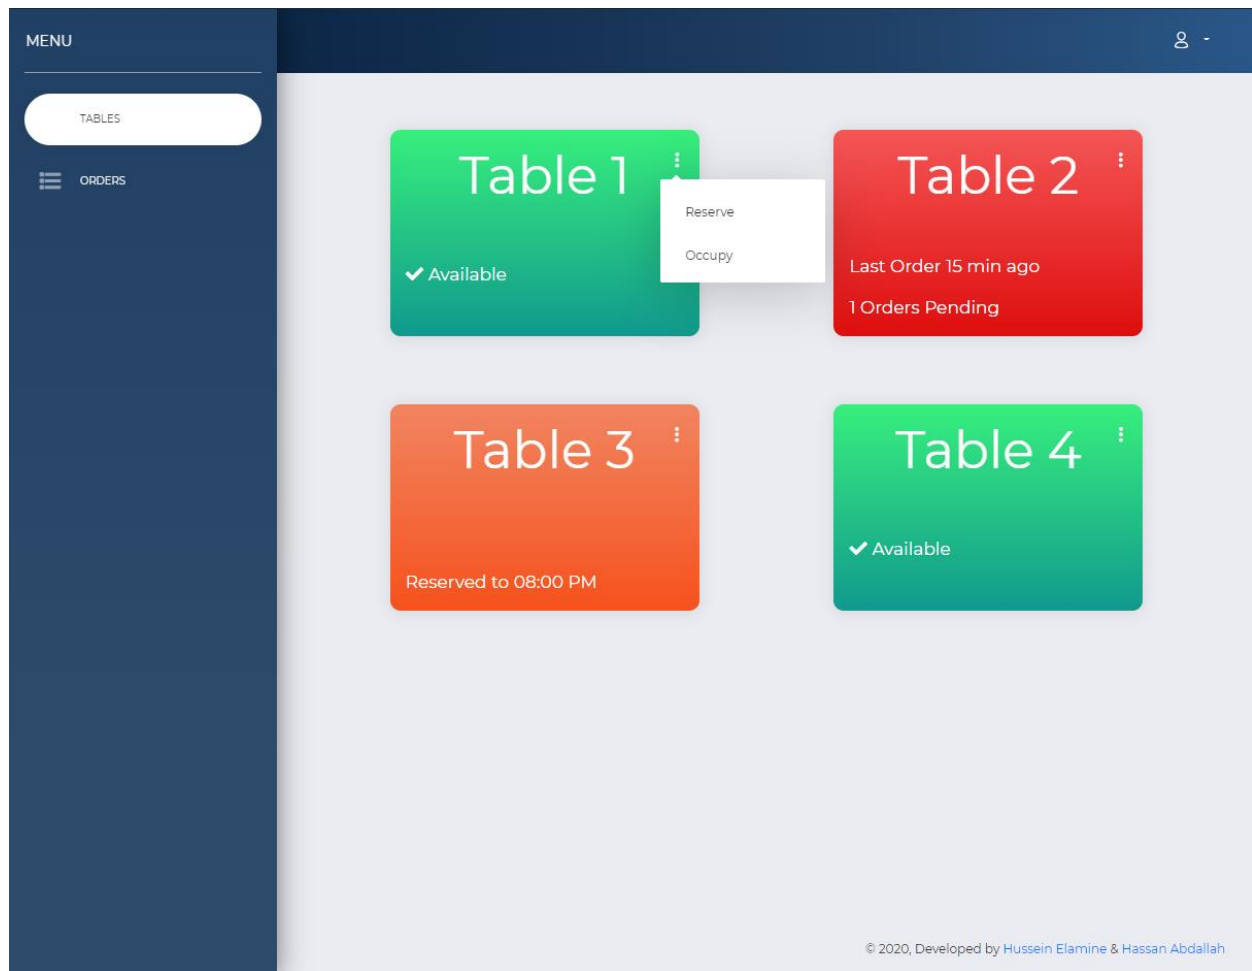 MENU
TABLES
ORDERS
Table 1
Reserve
Occupy
Available
Table 2
Last Order 15 min ago
1 Orders Pending
Table 3
Reserved to 08:00 PM
Table 4
Available
© 2020, Developed by Hussein Elamine & Hassan Abdallah